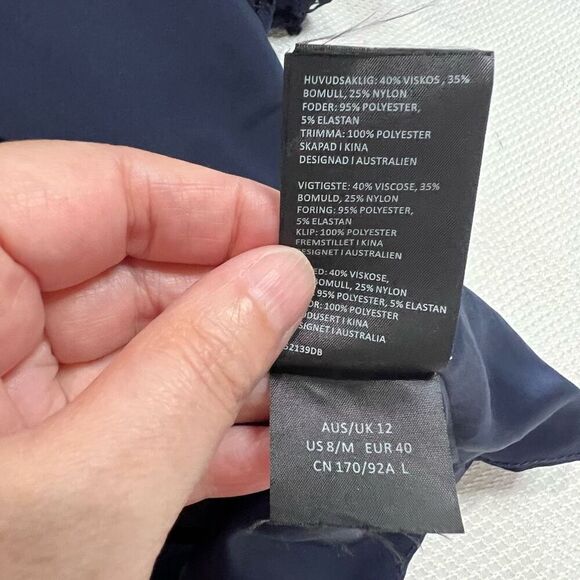 HUVUDSAKLIG: 40% VISKOS , 35%
BOMULL, 25% NYLON
FODER: 95% POLYESTER,
5% ELASTAN
TRIMMA: 100% POLYESTER
SKAPAD I KINA
DESIGNAD I AUSTRALIEN
VIGTIGSTE: 40% VISCOSE, 35%
BOMULD, 25% NYLON
FORING: 95% POLYESTER,
5% ELASTAN
KLIP: 100% POLYESTER
FREMSTILLET I KINA
DESIGNET I AUSTRALIEN
40% VISKOSE,
BOMULL, 25% NYLON
95% POLYESTER, 5% ELASTAN
100% POLYESTER
I KINA
I AUSTRALIA
52139DB
AUS/UK 12
US 8/M EUR 40
CN 170/92A L